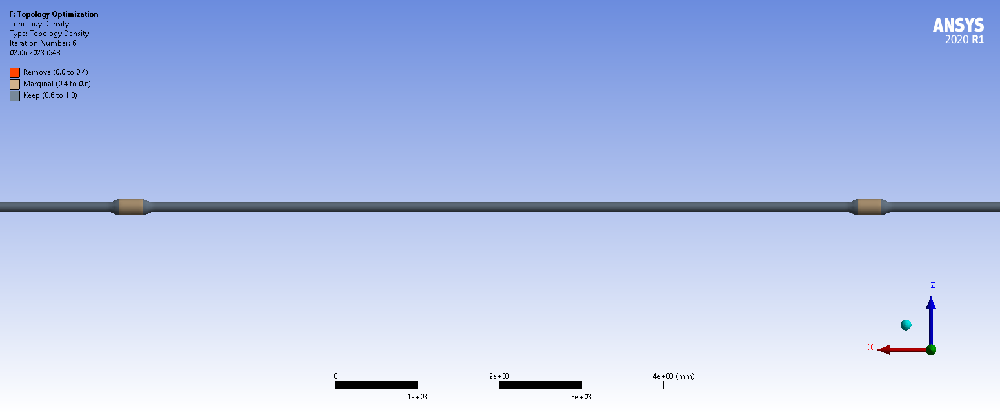 F: Topology Optimization
Topology Density
Type: Topology Density
Iteration Number: 6
02.06.2023 0:48
Remove (0.0 to 0.4)
Marginal (0.4 to 0.6)
Keep (0.6 to 1.0)
ANSYS
2020 R1
Z
X
0
2e+03
4e+03 (mm)
1e+03
3e+03